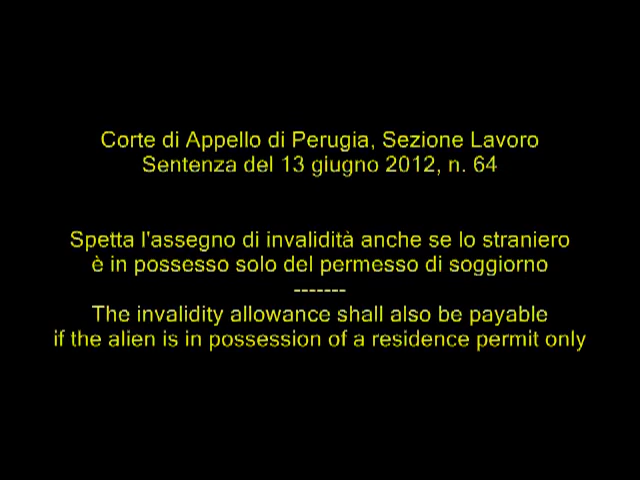 Corte di Appello di Perugia, Sezione Lavoro
Sentenza del 13 giugno 2012, n. 64
Spetta l'assegno di invalidità anche se lo straniero
è in possesso solo del permesso di soggiorno
-------
The invalidity allowance shall also be payable
if the alien is in possession of a residence permit only